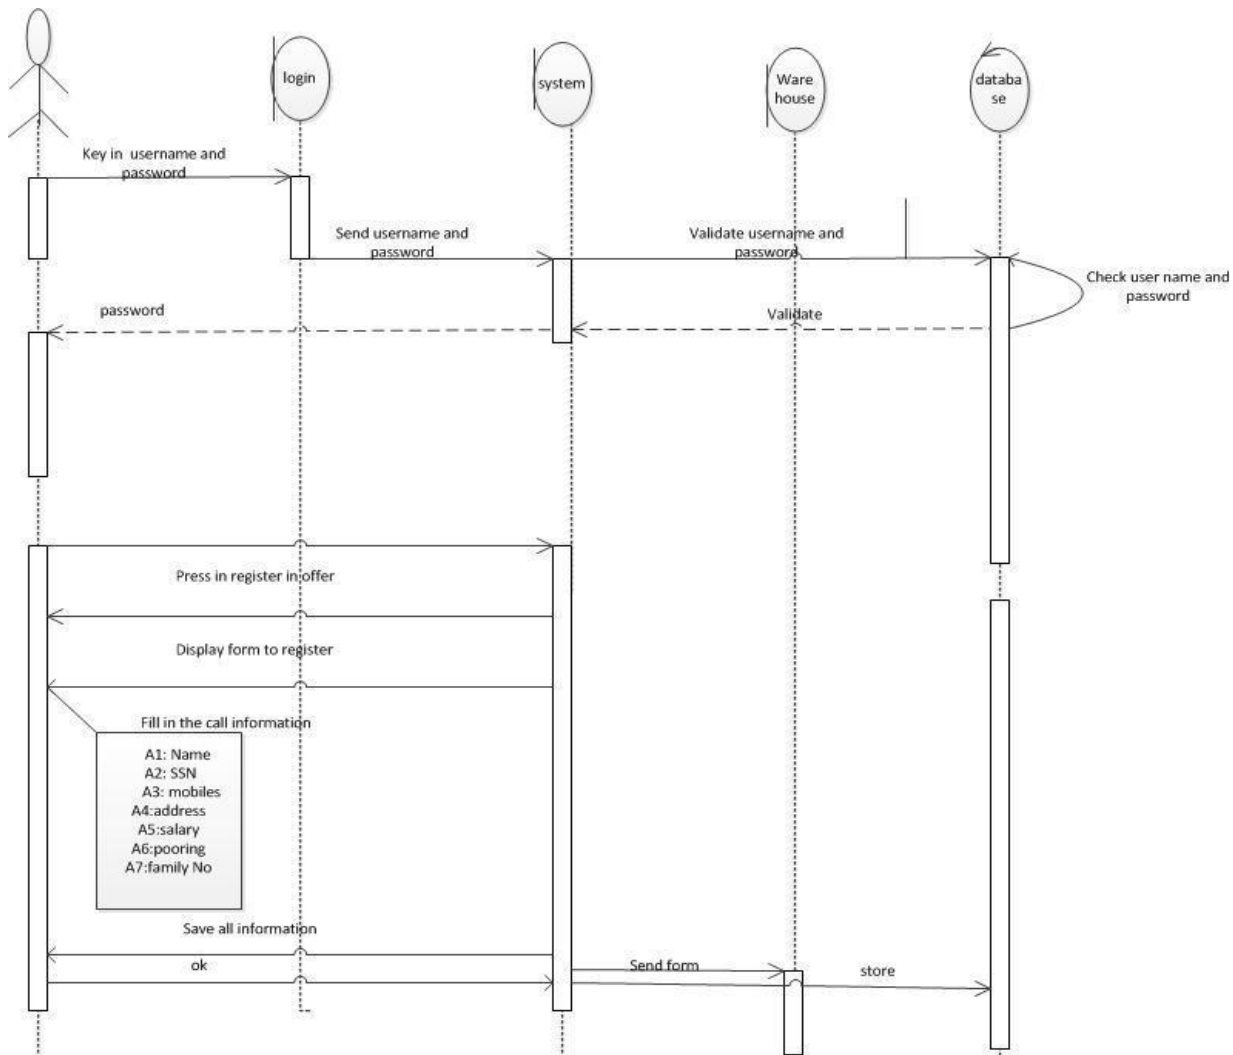 login
system
Ware
house
databa
se
Key in  username and
password
Send username and
password
Validate username and
password
Check user name and
password
password
Validate
Press in register in offer
Display form to register
Fill in the call information
A1: Name
A2: SSN
A3: mobiles
A4:address
A5:salary
A6:pooring
A7:family No
Save all information
ok
Send form
store